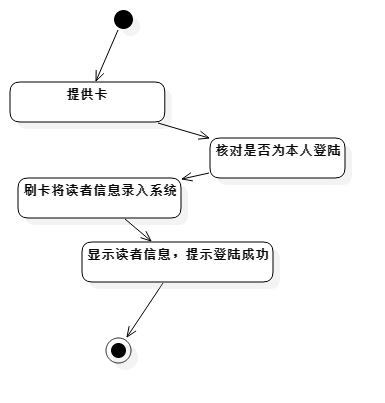 提供卡
核对是否为本人登陆
刷卡将读者信息录入系统
显示读者信息，提示登陆成功